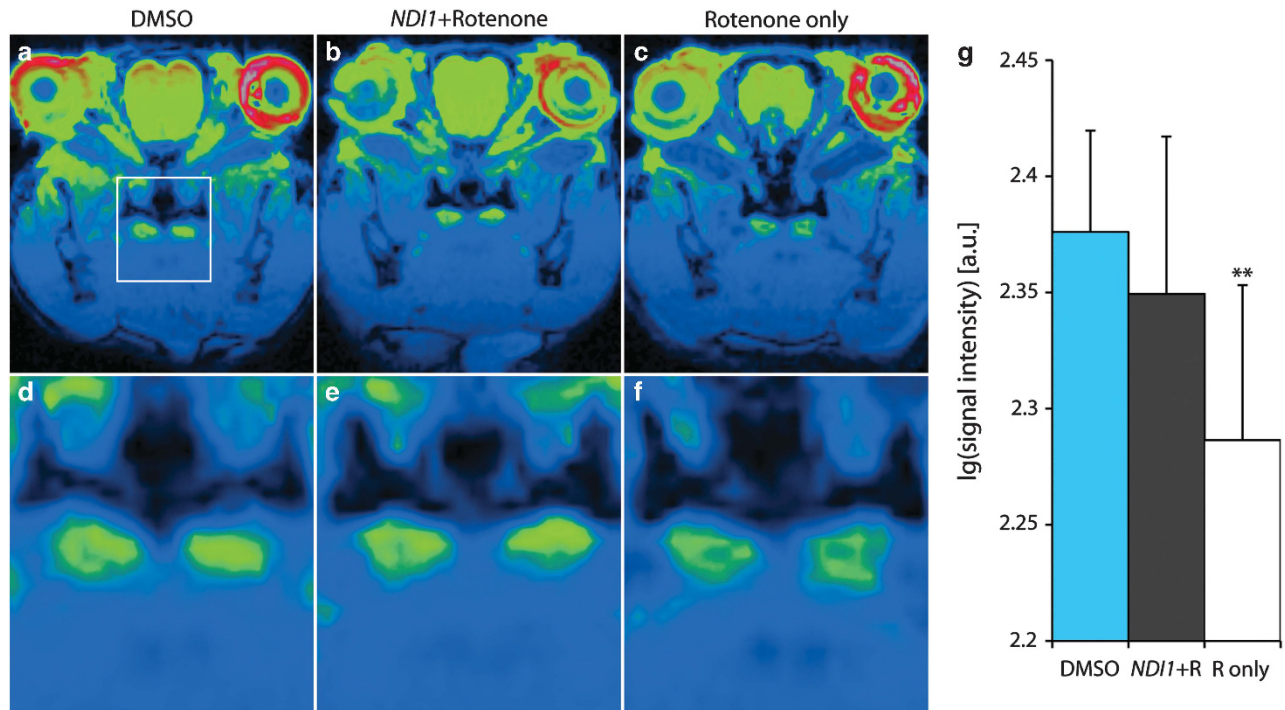 DMSO
NDI1+Rotenone
Rotenone only
a
b
c
d
e
f
g
lg(signal intensity) [a.u.]
2.45
2.4
2.35
2.3
2.25
2.2
**
DMSO
NDI1+R
R only